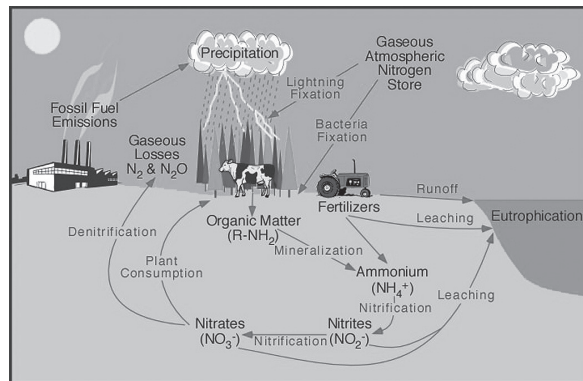 Precipitation
Gaseous
Atmospheric
Nitrogen
Store
Lightning
Fixation
Fossil Fuel
Emissions
Gaseous
Losses
N₂ & N₂O
Bacteria
Fixation
Runoff
Fertilizers
Leaching
Eutrophication
Organic Matter
(R-NH₂)
Denitrification
Mineralization
Plant
Consumption
Ammonium
(NH₄⁺)
Leaching
Nitrification
Nitrates
(NO₃⁻)
Nitrification
Nitrites
(NO₂⁻)